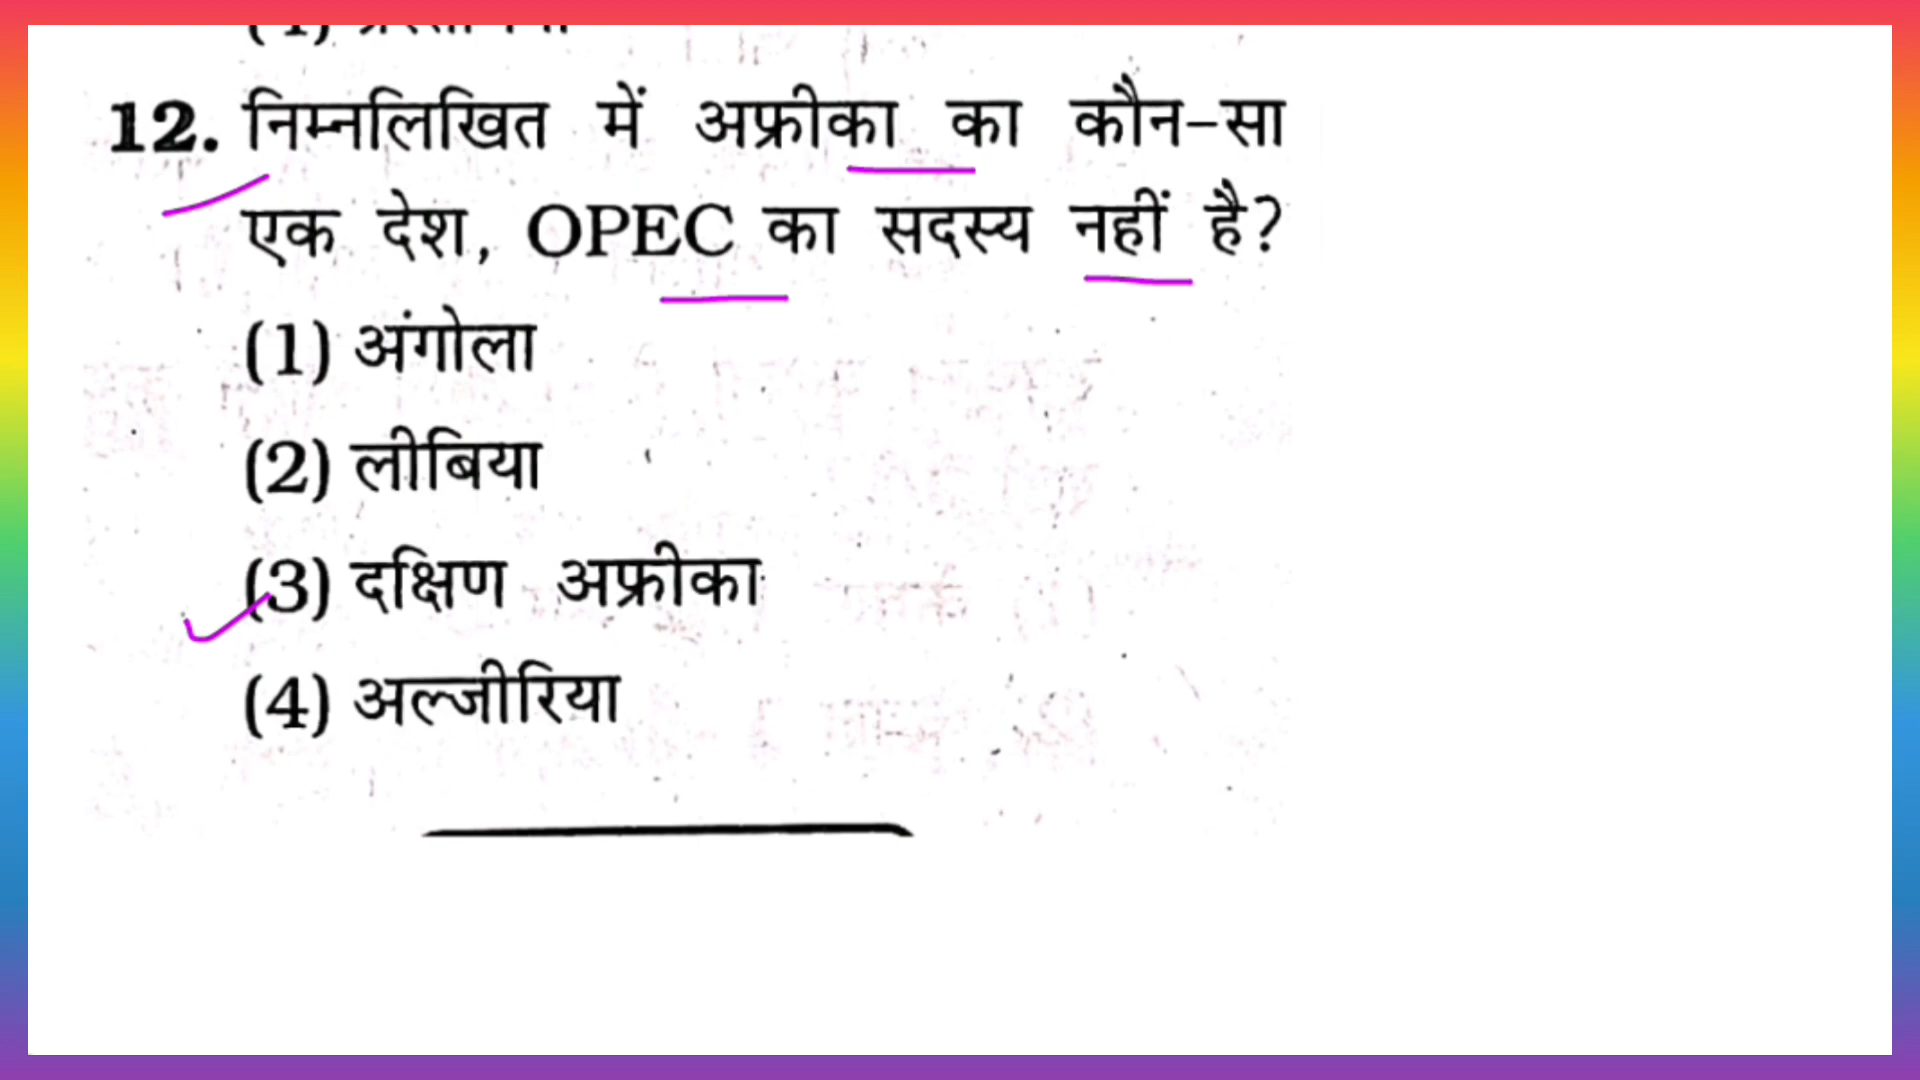 12. निम्नलिखित में अफ्रीका का कौन-सा
एक देश, OPEC का सदस्य नहीं है?
(1) अंगोला
(2) लीबिया
(3) दक्षिण अफ्रीका
(4) अल्जीरिया